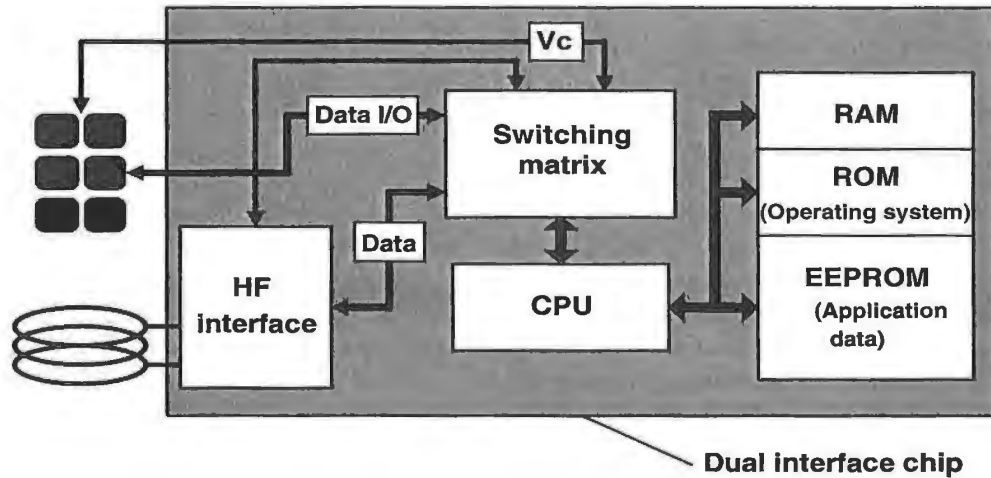 Vc
Data I/O
Switching
matrix
RAM
ROM
(Operating system)
Data
HF
interface
CPU
EEPROM
(Application
data)
Dual interface chip